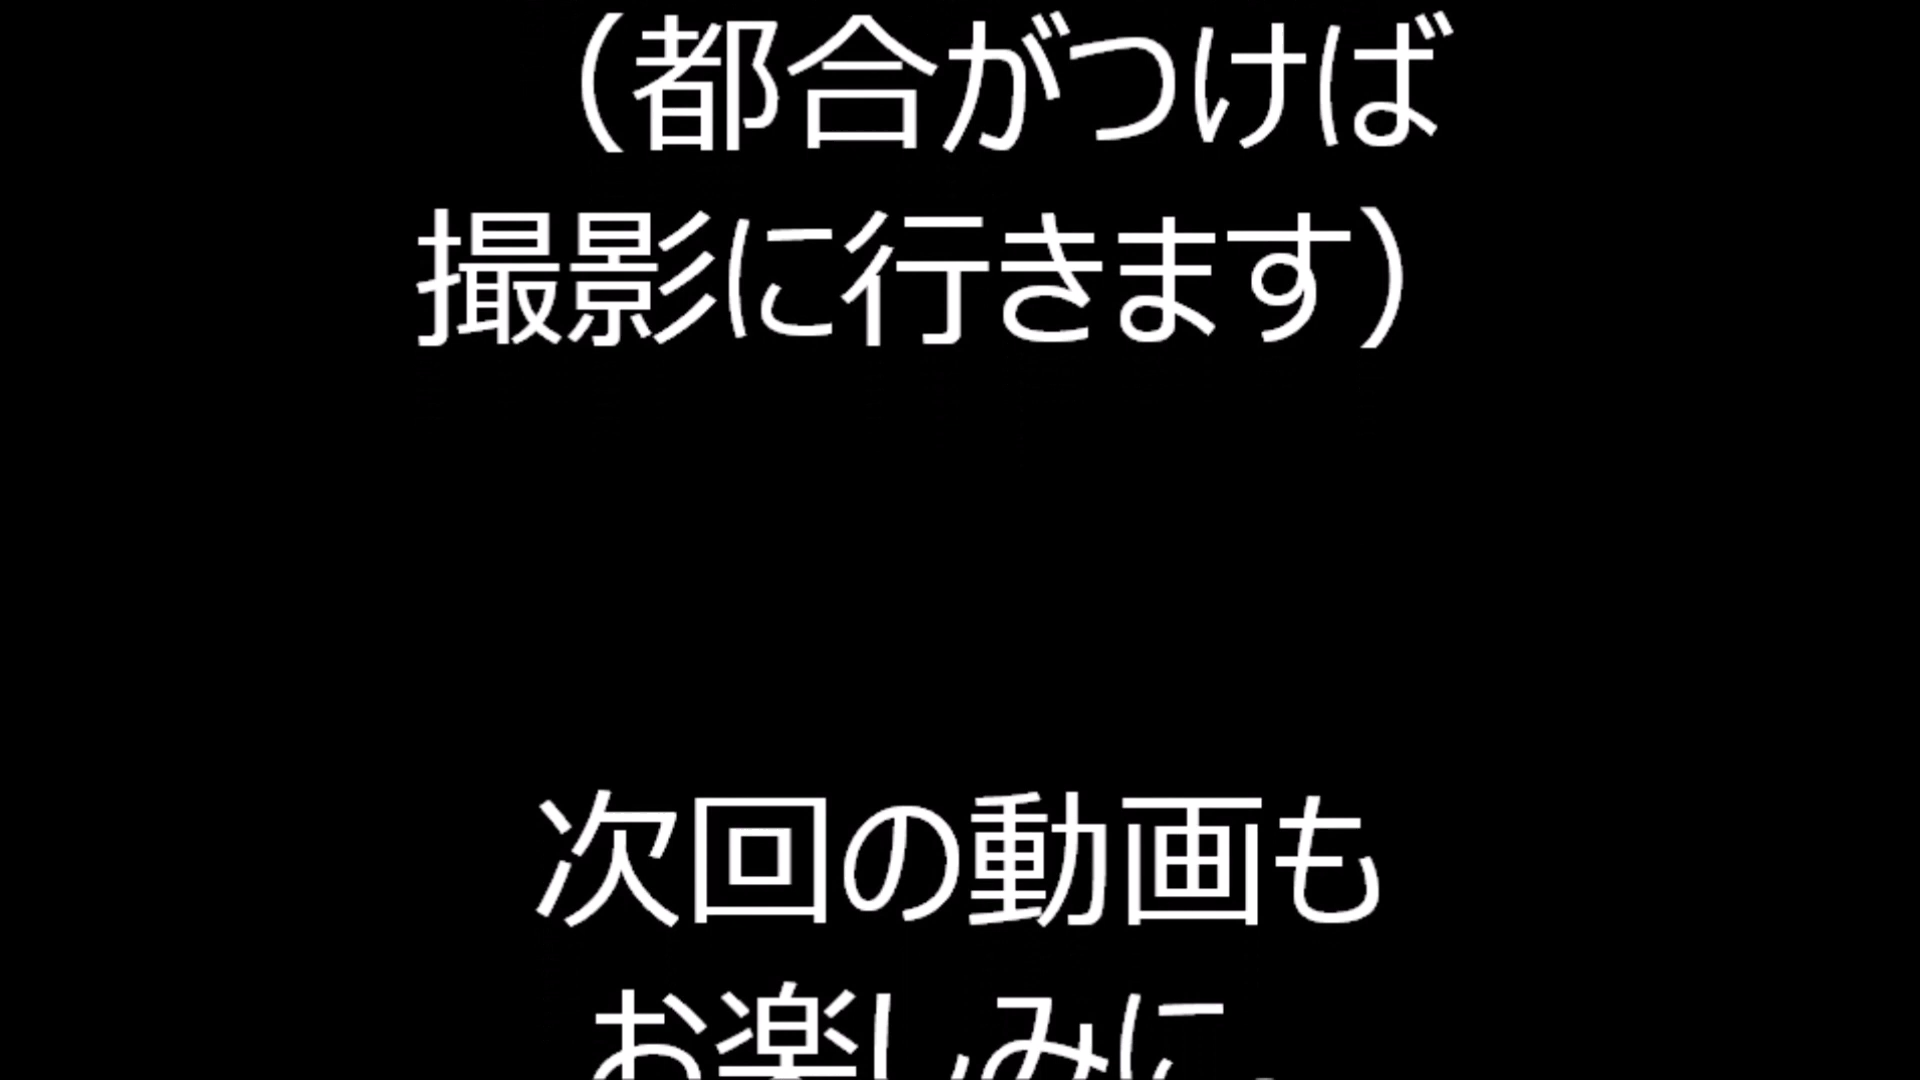 （都合がつけば
撮影に行きます）
次回の動画も
お楽しみに。